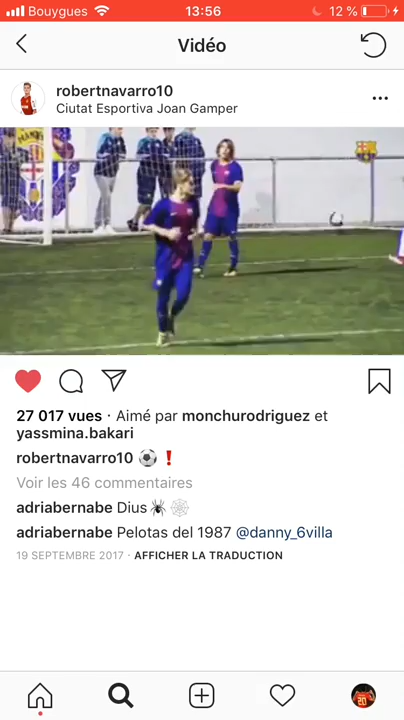 Bouygues 13:56 12 %
Vidéo
robertnavarro10
Ciutat Esportiva Joan Gamper
27 017 vues · Aimé par monchurodriguez et
yassmina.bakari
robertnavarro10 ⚽❗
Voir les 46 commentaires
adriabernabe Dius🕷🕸
adriabernabe Pelotas del 1987 @danny_6villa
19 SEPTEMBRE 2017 · AFFICHER LA TRADUCTION
20